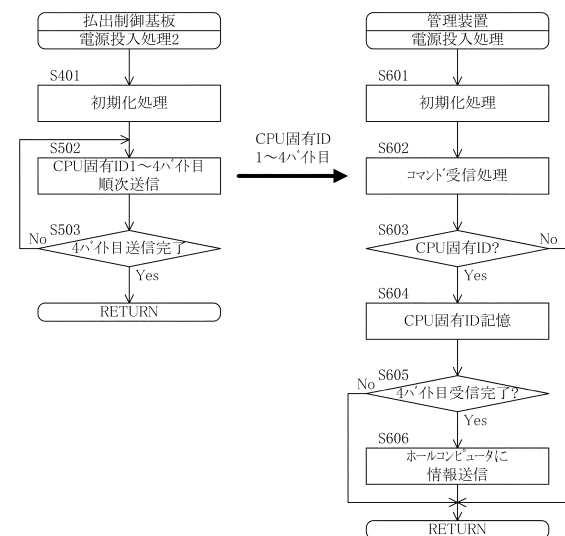 払出制御基板
電源投入処理2
S401
初期化処理
S502
CPU固有ID1～4ﾊﾞｲﾄ目
順次送信
S503
No
4ﾊﾞｲﾄ目送信完了
Yes
RETURN
CPU固有ID
1～4ﾊﾞｲﾄ目
管理装置
電源投入処理
S601
初期化処理
S602
ｺﾏﾝﾄﾞ受信処理
S603
CPU固有ID?
No
Yes
S604
CPU固有ID記憶
S605
No
4ﾊﾞｲﾄ目受信完了?
Yes
S606
ﾎｰﾙｺﾝﾋﾟｭｰﾀに
情報送信
RETURN